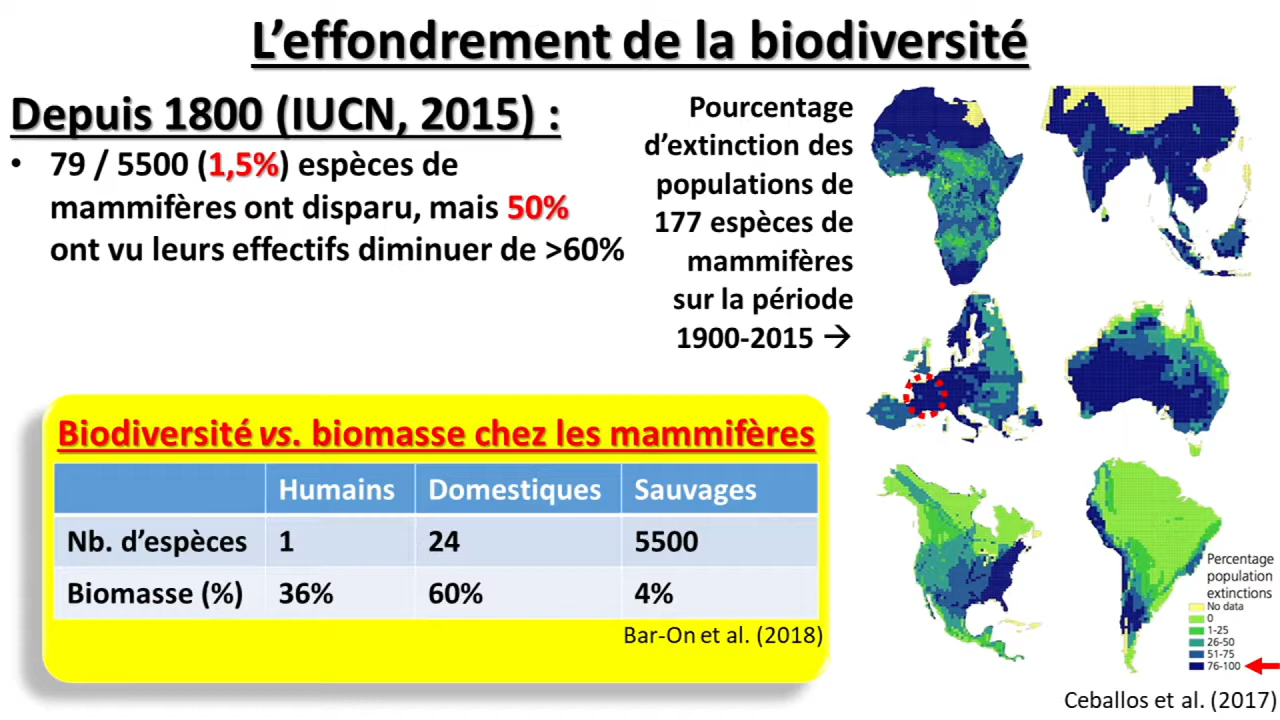 L'effondrement de la biodiversité
Depuis 1800 (IUCN, 2015) :
• 79 / 5500 (1,5%) espèces de
mammifères ont disparu, mais 50%
ont vu leurs effectifs diminuer de >60%
Pourcentage
d'extinction des
populations de
177 espèces de
mammifères
sur la période
1900-2015 →
Biodiversité vs. biomasse chez les mammifères
Humains Domestiques Sauvages
Nb. d'espèces 1 24 5500
Biomasse (%) 36% 60% 4%
Bar-On et al. (2018)
Percentage
population
extinctions
No data
0
1-25
26-50
51-75
76-100
Ceballos et al. (2017)